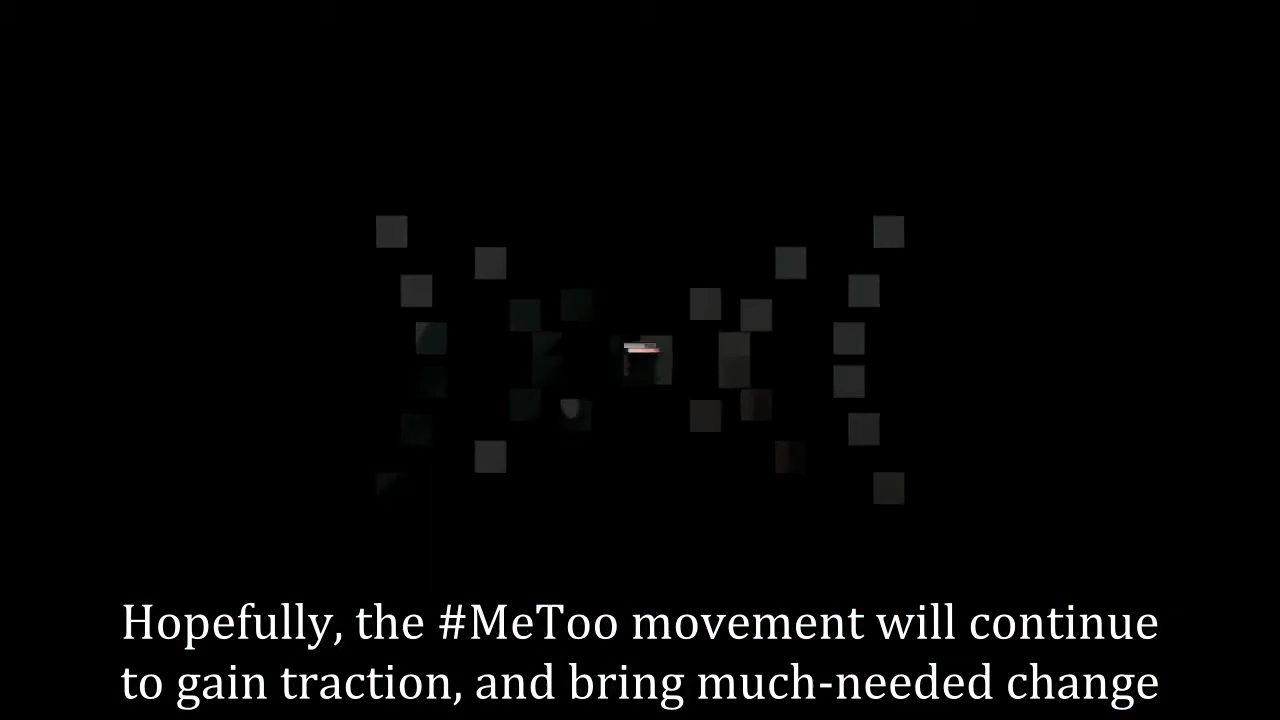 Hopefully, the #MeToo movement will continue
to gain traction, and bring much-needed change